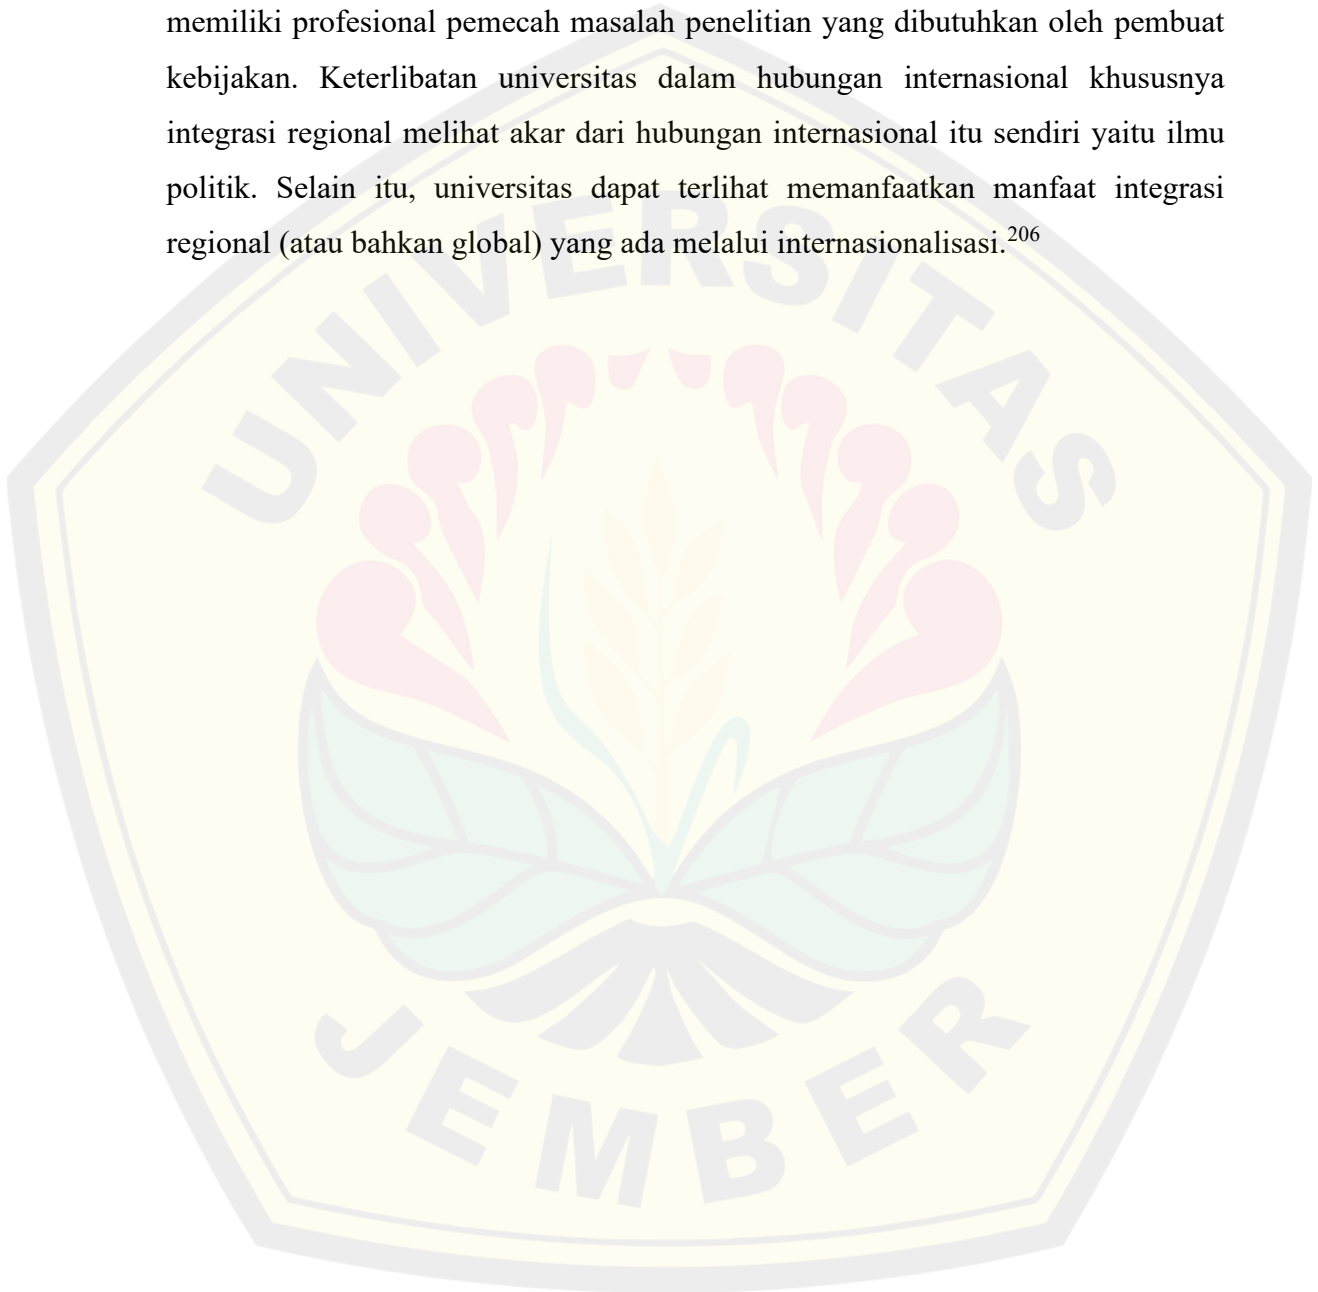 memiliki profesional pemecah masalah penelitian yang dibutuhkan oleh pembuat
kebijakan. Keterlibatan universitas dalam hubungan internasional khususnya
integrasi regional melihat akar dari hubungan internasional itu sendiri yaitu ilmu
politik. Selain itu, universitas dapat terlihat memanfaatkan manfaat integrasi
regional (atau bahkan global) yang ada melalui internasionalisasi.206
UNIVERSITAS
JEMBER